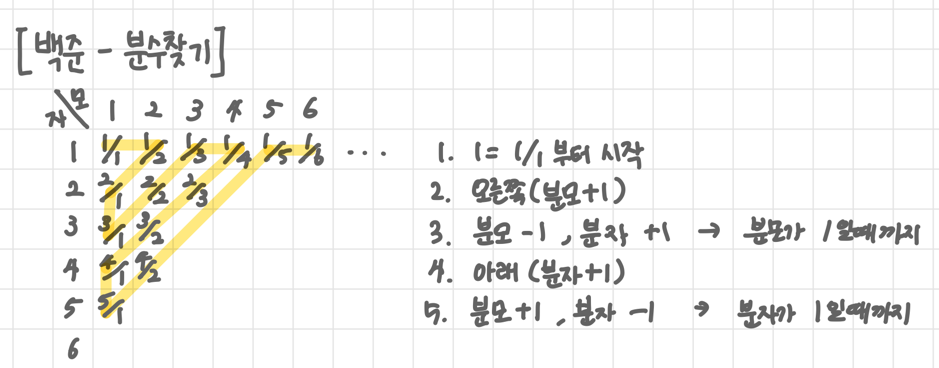 [백준 - 분수찾기]
자\모 1 2 3 4 5 6
1 1/1 1/2 1/3 1/4 1/5 1/6 ...
2 2/1 2/2 2/3
3 3/1 3/2
4 4/1 4/2
5 5/1
6
1. 1 = 1/1 부터 시작
2. 오른쪽(분모+1)
3. 분모 -1, 분자 +1 → 분모가 1일때까지
4. 아래 (분자+1)
5. 분모+1, 분자 -1 → 분자가 1일때까지